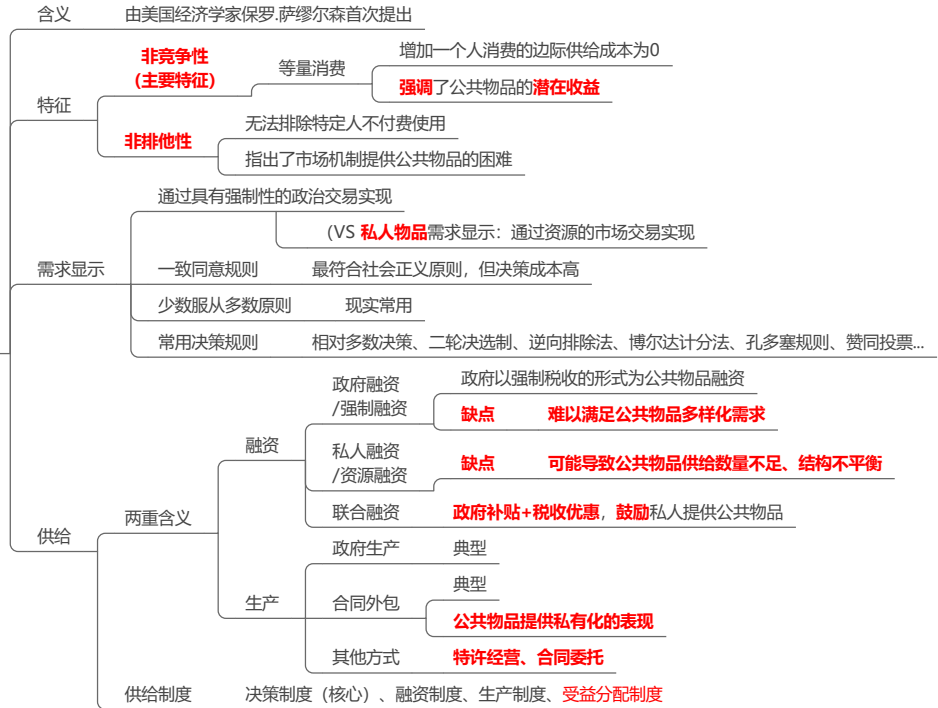 含义 由美国经济学家保罗.萨缪尔森首次提出
特征
非竞争性
(主要特征)
等量消费
增加一个人消费的边际供给成本为0
强调了公共物品的潜在收益
非排他性
无法排除特定人不付费使用
指出了市场机制提供公共物品的困难
需求显示
通过具有强制性的政治交易实现
(VS 私人物品需求显示：通过资源的市场交易实现
一致同意规则 最符合社会正义原则，但决策成本高
少数服从多数原则 现实常用
常用决策规则 相对多数决策、二轮决选制、逆向排除法、博尔达计分法、孔多塞规则、赞同投票...
供给
两重含义
融资
政府融资
/强制融资
政府以强制税收的形式为公共物品融资
缺点 难以满足公共物品多样化需求
私人融资
/资源融资
缺点 可能导致公共物品供给数量不足、结构不平衡
联合融资 政府补贴+税收优惠，鼓励私人提供公共物品
生产
政府生产 典型
合同外包
典型
公共物品提供私有化的表现
其他方式 特许经营、合同委托
供给制度 决策制度（核心）、融资制度、生产制度、受益分配制度